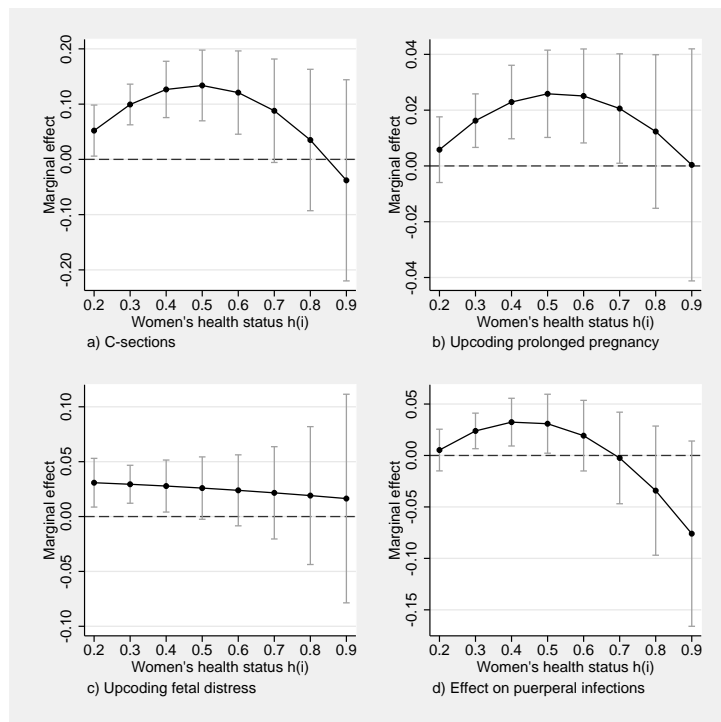 Marginal effect
0.20
0.10
0.00
-0.10
-0.20
0.2 0.3 0.4 0.5 0.6 0.7 0.8 0.9
Women's health status h(i)
a) C-sections
Marginal effect
0.04
0.02
0.00
-0.02
-0.04
0.2 0.3 0.4 0.5 0.6 0.7 0.8 0.9
Women's health status h(i)
b) Upcoding prolonged pregnancy
Marginal effect
0.10
0.05
0.00
-0.05
-0.10
0.2 0.3 0.4 0.5 0.6 0.7 0.8 0.9
Women's health status h(i)
c) Upcoding fetal distress
Marginal effect
0.05
0.00
-0.05
-0.10
-0.15
0.2 0.3 0.4 0.5 0.6 0.7 0.8 0.9
Women's health status h(i)
d) Effect on puerperal infections